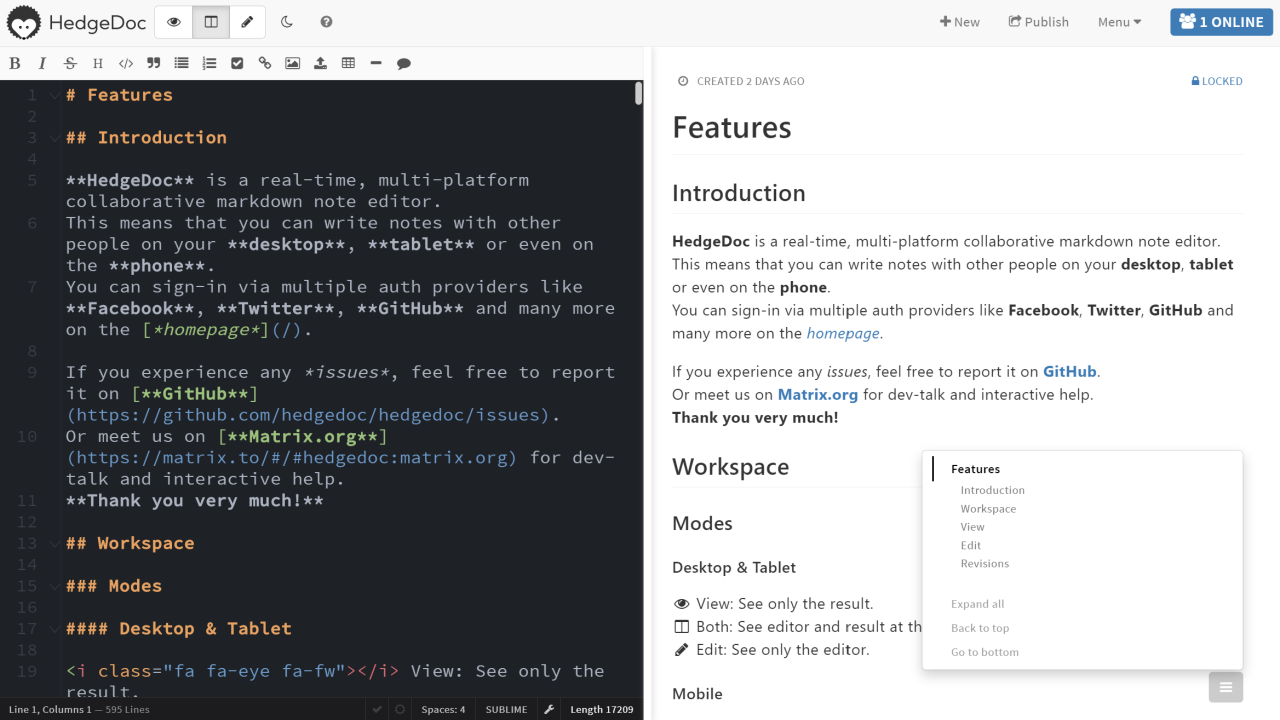 HedgeDoc
New
Publish
Menu
1 ONLINE
B I S H </>
1 # Features
2
3 ## Introduction
4
5 **HedgeDoc** is a real-time, multi-platform
collaborative markdown note editor.
6 This means that you can write notes with other
people on your **desktop**, **tablet** or even on
the **phone**.
7 You can sign-in via multiple auth providers like
**Facebook**, **Twitter**, **GitHub** and many more
on the [*homepage*](/).
8
9 If you experience any *issues*, feel free to report
it on [**GitHub**]
(https://github.com/hedgedoc/hedgedoc/issues).
10 Or meet us on [**Matrix.org**]
(https://matrix.to/#/#hedgedoc:matrix.org) for dev-
talk and interactive help.
11 **Thank you very much!**
12
13 ## Workspace
14
15 ### Modes
16
17 #### Desktop & Tablet
18
19 <i class="fa fa-eye fa-fw"></i> View: See only the
result.
Line 1, Columns 1 — 595 Lines
Spaces: 4
SUBLIME
Length 17209
CREATED 2 DAYS AGO
LOCKED
Features
Introduction
HedgeDoc is a real-time, multi-platform collaborative markdown note editor.
This means that you can write notes with other people on your desktop, tablet
or even on the phone.
You can sign-in via multiple auth providers like Facebook, Twitter, GitHub and
many more on the homepage.
If you experience any issues, feel free to report it on GitHub.
Or meet us on Matrix.org for dev-talk and interactive help.
Thank you very much!
Workspace
Modes
Desktop & Tablet
View: See only the result.
Both: See editor and result at th
Edit: See only the editor.
Mobile
Features
Introduction
Workspace
View
Edit
Revisions
Expand all
Back to top
Go to bottom